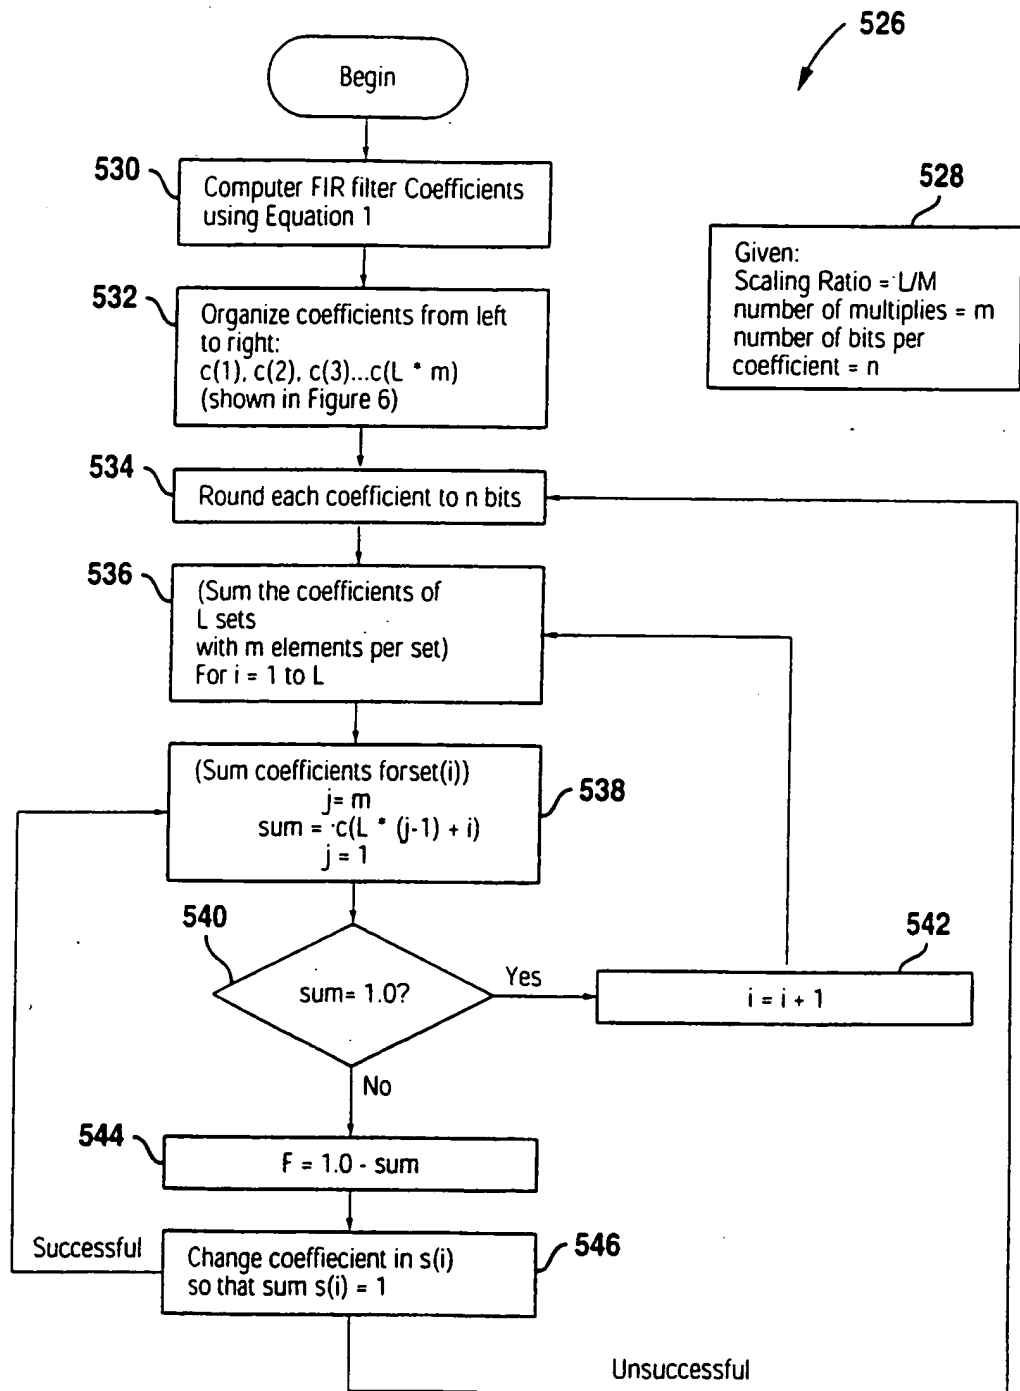 526
Begin
530
Computer FIR filter Coefficients
using Equation 1
528
Given:
Scaling Ratio = L/M
number of multiplies = m
number of bits per
coefficient = n
532
Organize coefficients from left
to right:
c(1), c(2), c(3)...c(L * m)
(shown in Figure 6)
534
Round each coefficient to n bits
536
(Sum the coefficients of
L sets
with m elements per set)
For i = 1 to L
(Sum coefficients forset(i))
j= m
sum = c(L * (j-1) + i)
j = 1
538
540
sum= 1.0?
Yes
542
i = i + 1
No
544
F = 1.0 - sum
Successful
Change coeffiecient in s(i)
so that sum s(i) = 1
546
Unsuccessful